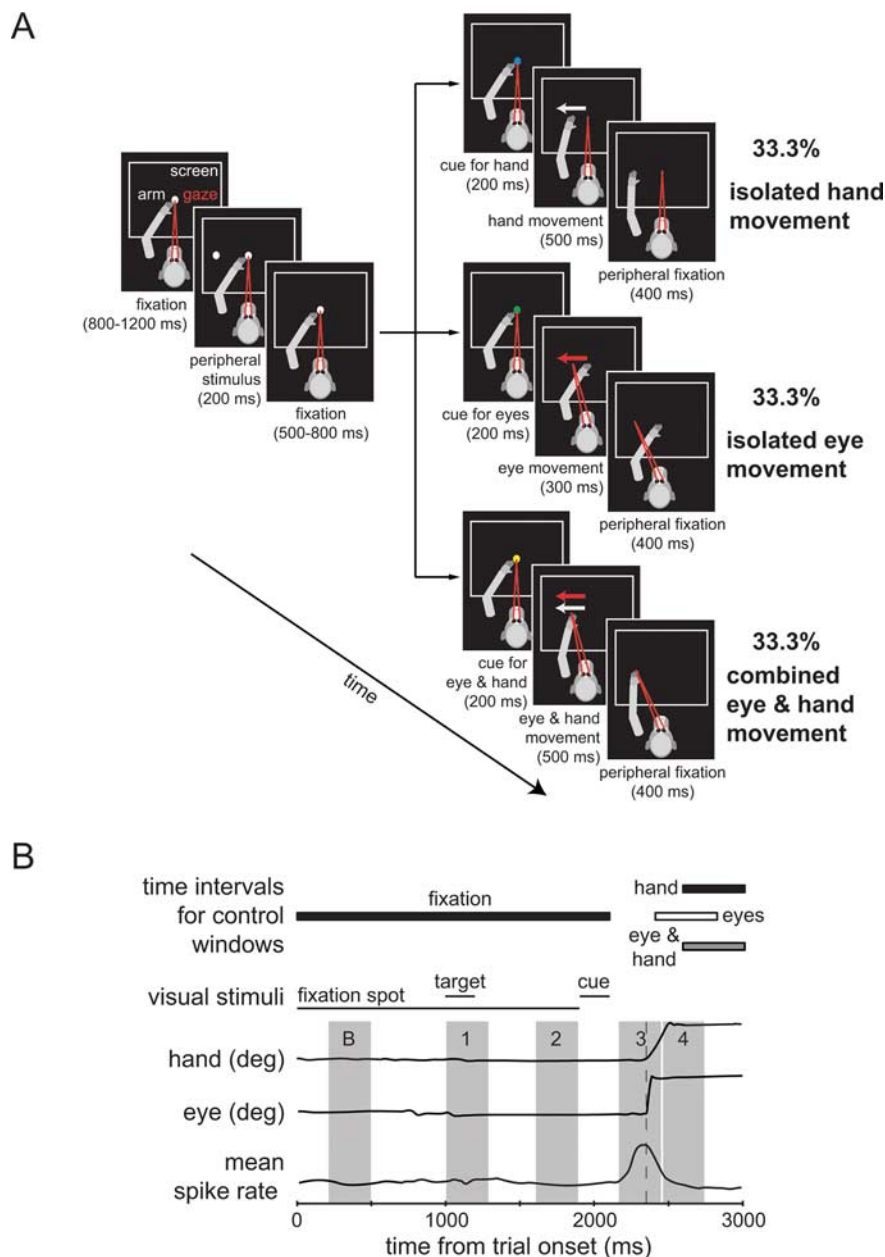 A
screen
arm gaze
fixation
(800-1200 ms)
peripheral
stimulus
(200 ms)
fixation
(500-800 ms)
cue for hand
(200 ms)
hand movement
(500 ms)
peripheral fixation
(400 ms)
33.3%
isolated hand
movement
cue for eyes
(200 ms)
eye movement
(300 ms)
peripheral fixation
(400 ms)
33.3%
isolated eye
movement
cue for
eye & hand
(200 ms)
eye & hand
movement
(500 ms)
peripheral fixation
(400 ms)
33.3%
combined
eye & hand
movement
time
B
time intervals
for control
windows
fixation
hand
eyes
eye &
hand
visual stimuli
fixation spot
target
cue
B 1 2 3 4
hand (deg)
eye (deg)
mean
spike rate
0 1000 2000 3000
time from trial onset (ms)